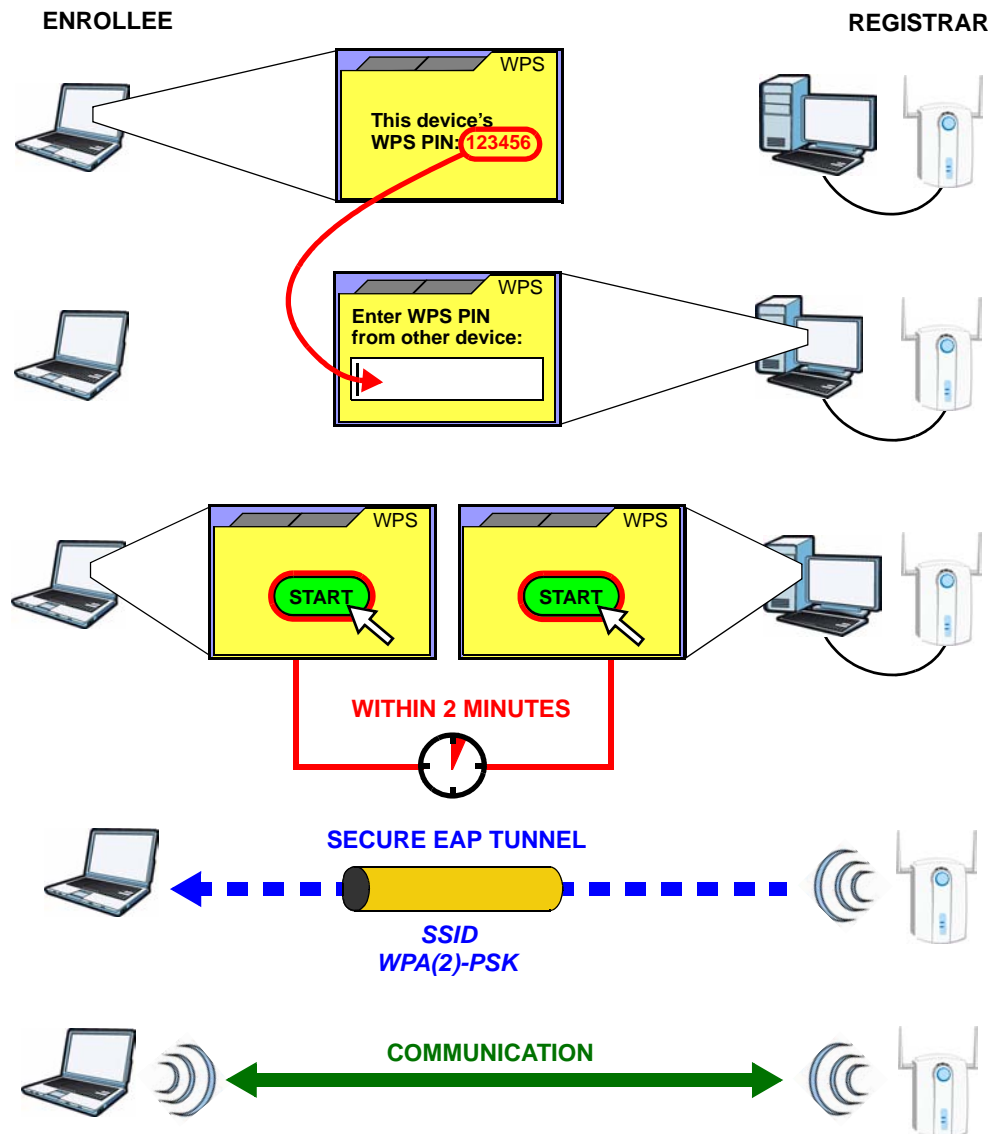 ENROLLEE
REGISTRAR
WPS
This device's
WPS PIN: 123456
WPS
Enter WPS PIN
from other device:
WPS
WPS
START
START
WITHIN 2 MINUTES
SECURE EAP TUNNEL
SSID
WPA(2)-PSK
COMMUNICATION